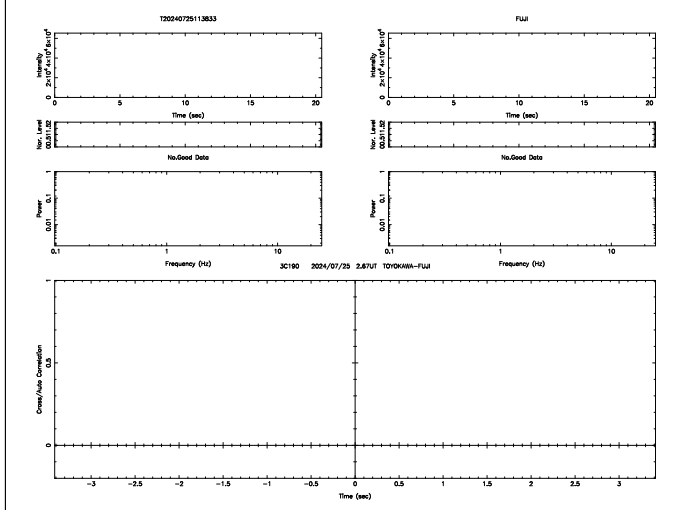 T20240725113833
FUJI
Intensity
0 2×10⁴ 4×10⁴ 6×10⁴
0 5 10 15 20
Time (sec)
Intensity
0 2×10⁴ 4×10⁴ 6×10⁴
0 5 10 15 20
Time (sec)
Nor. Level
00.511.52
Nor. Level
00.511.52
No.Good Data
No.Good Data
Power
0.01 0.1 1
0.1 1 10
Frequency (Hz)
Power
0.01 0.1 1
0.1 1 10
Frequency (Hz)
3C190 2024/07/25 2.67UT TOYOKAWA-FUJI
Cross/Auto Correlation
0 0.5 1
-3 -2.5 -2 -1.5 -1 -0.5 0 0.5 1 1.5 2 2.5 3
Time (sec)